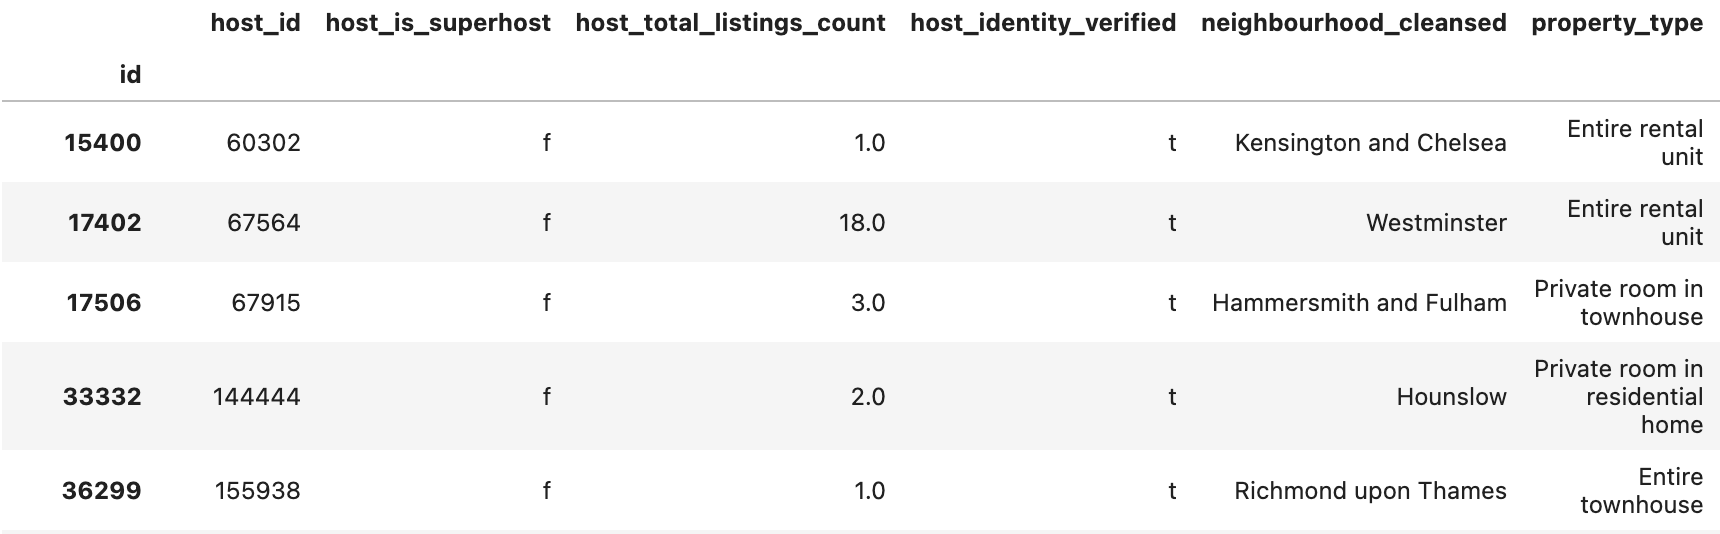 host_id host_is_superhost host_total_listings_count host_identity_verified neighbourhood_cleansed property_type
id
15400 60302 f 1.0 t Kensington and Chelsea Entire rental
unit
17402 67564 f 18.0 t Westminster Entire rental
unit
17506 67915 f 3.0 t Hammersmith and Fulham Private room in
townhouse
33332 144444 f 2.0 t Hounslow Private room in
residential
home
36299 155938 f 1.0 t Richmond upon Thames Entire
townhouse